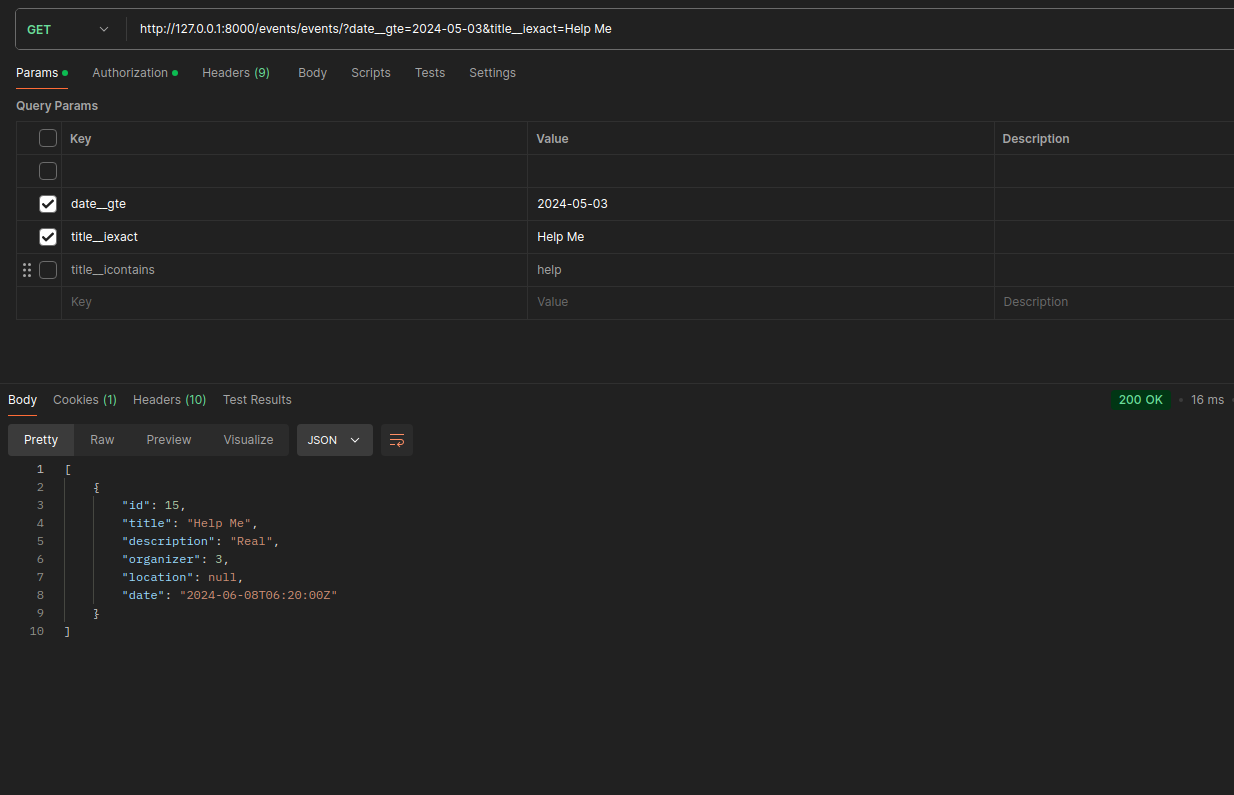 GET http://127.0.0.1:8000/events/events/?date__gte=2024-05-03&title__iexact=Help Me
Params Authorization Headers (9) Body Scripts Tests Settings
Query Params
Key Value Description
date__gte 2024-05-03
title__iexact Help Me
title__icontains help
Key Value Description
Body Cookies (1) Headers (10) Test Results 200 OK 16 ms
Pretty Raw Preview Visualize JSON
1 [
2 {
3 "id": 15,
4 "title": "Help Me",
5 "description": "Real",
6 "organizer": 3,
7 "location": null,
8 "date": "2024-06-08T06:20:00Z"
9 }
10 ]